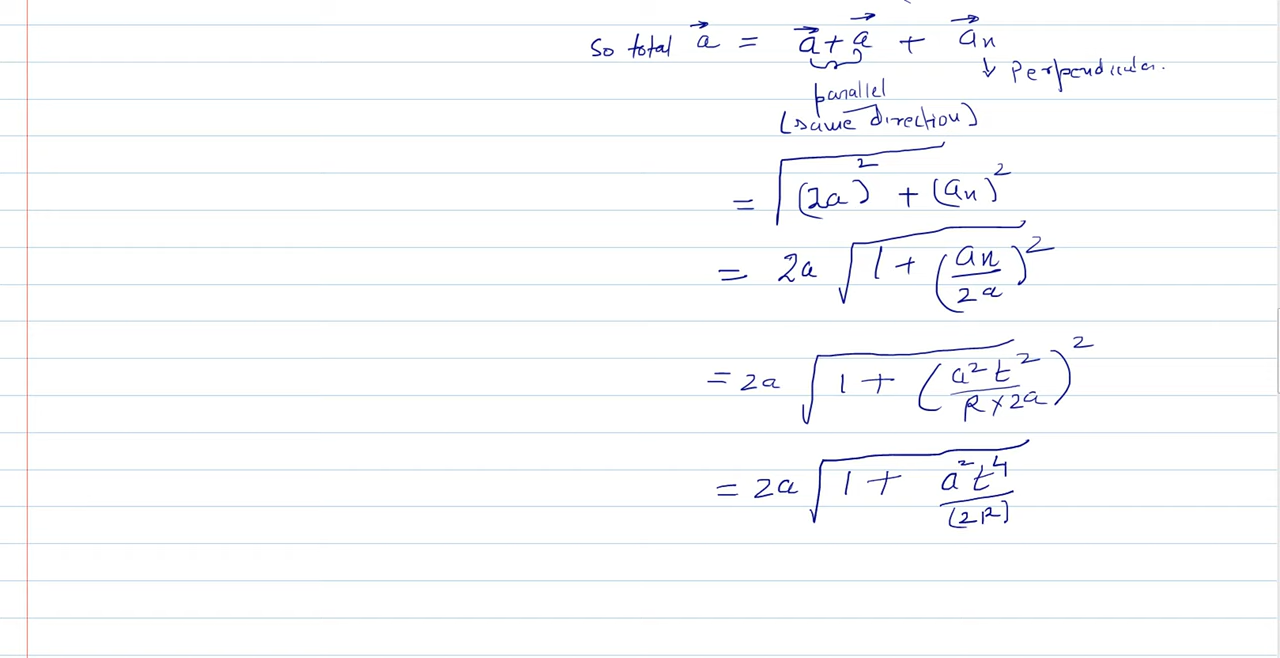 So total a⃗ = a⃗ + a⃗ + a⃗n
↓ Perpendicular.
parallel
(same direction)
= √((2a)² + (an)²)
= 2a √(1 + (an/2a)²)
= 2a √(1 + (a²t²/R×2a)²)
= 2a √(1 + a²t⁴/(2R))